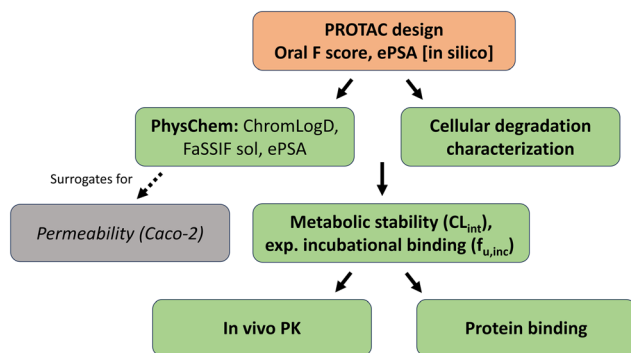 PROTAC design
Oral F score, ePSA [in silico]
PhysChem: ChromLogD,
FaSSIF sol, ePSA
Cellular degradation
characterization
Surrogates for
Permeability (Caco-2)
Metabolic stability (CLint),
exp. incubational binding (fu,inc)
In vivo PK
Protein binding